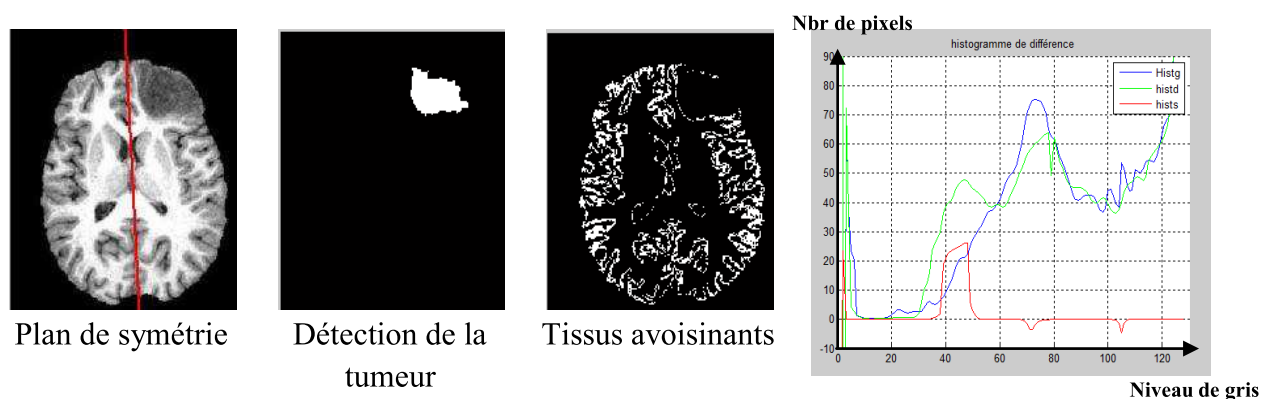 Nbr de pixels
histogramme de différence
Histg
histd
hists
90
80
70
60
50
40
30
20
10
0
-10
0 20 40 60 80 100 120
Niveau de gris
Plan de symétrie
Détection de la
tumeur
Tissus avoisinants